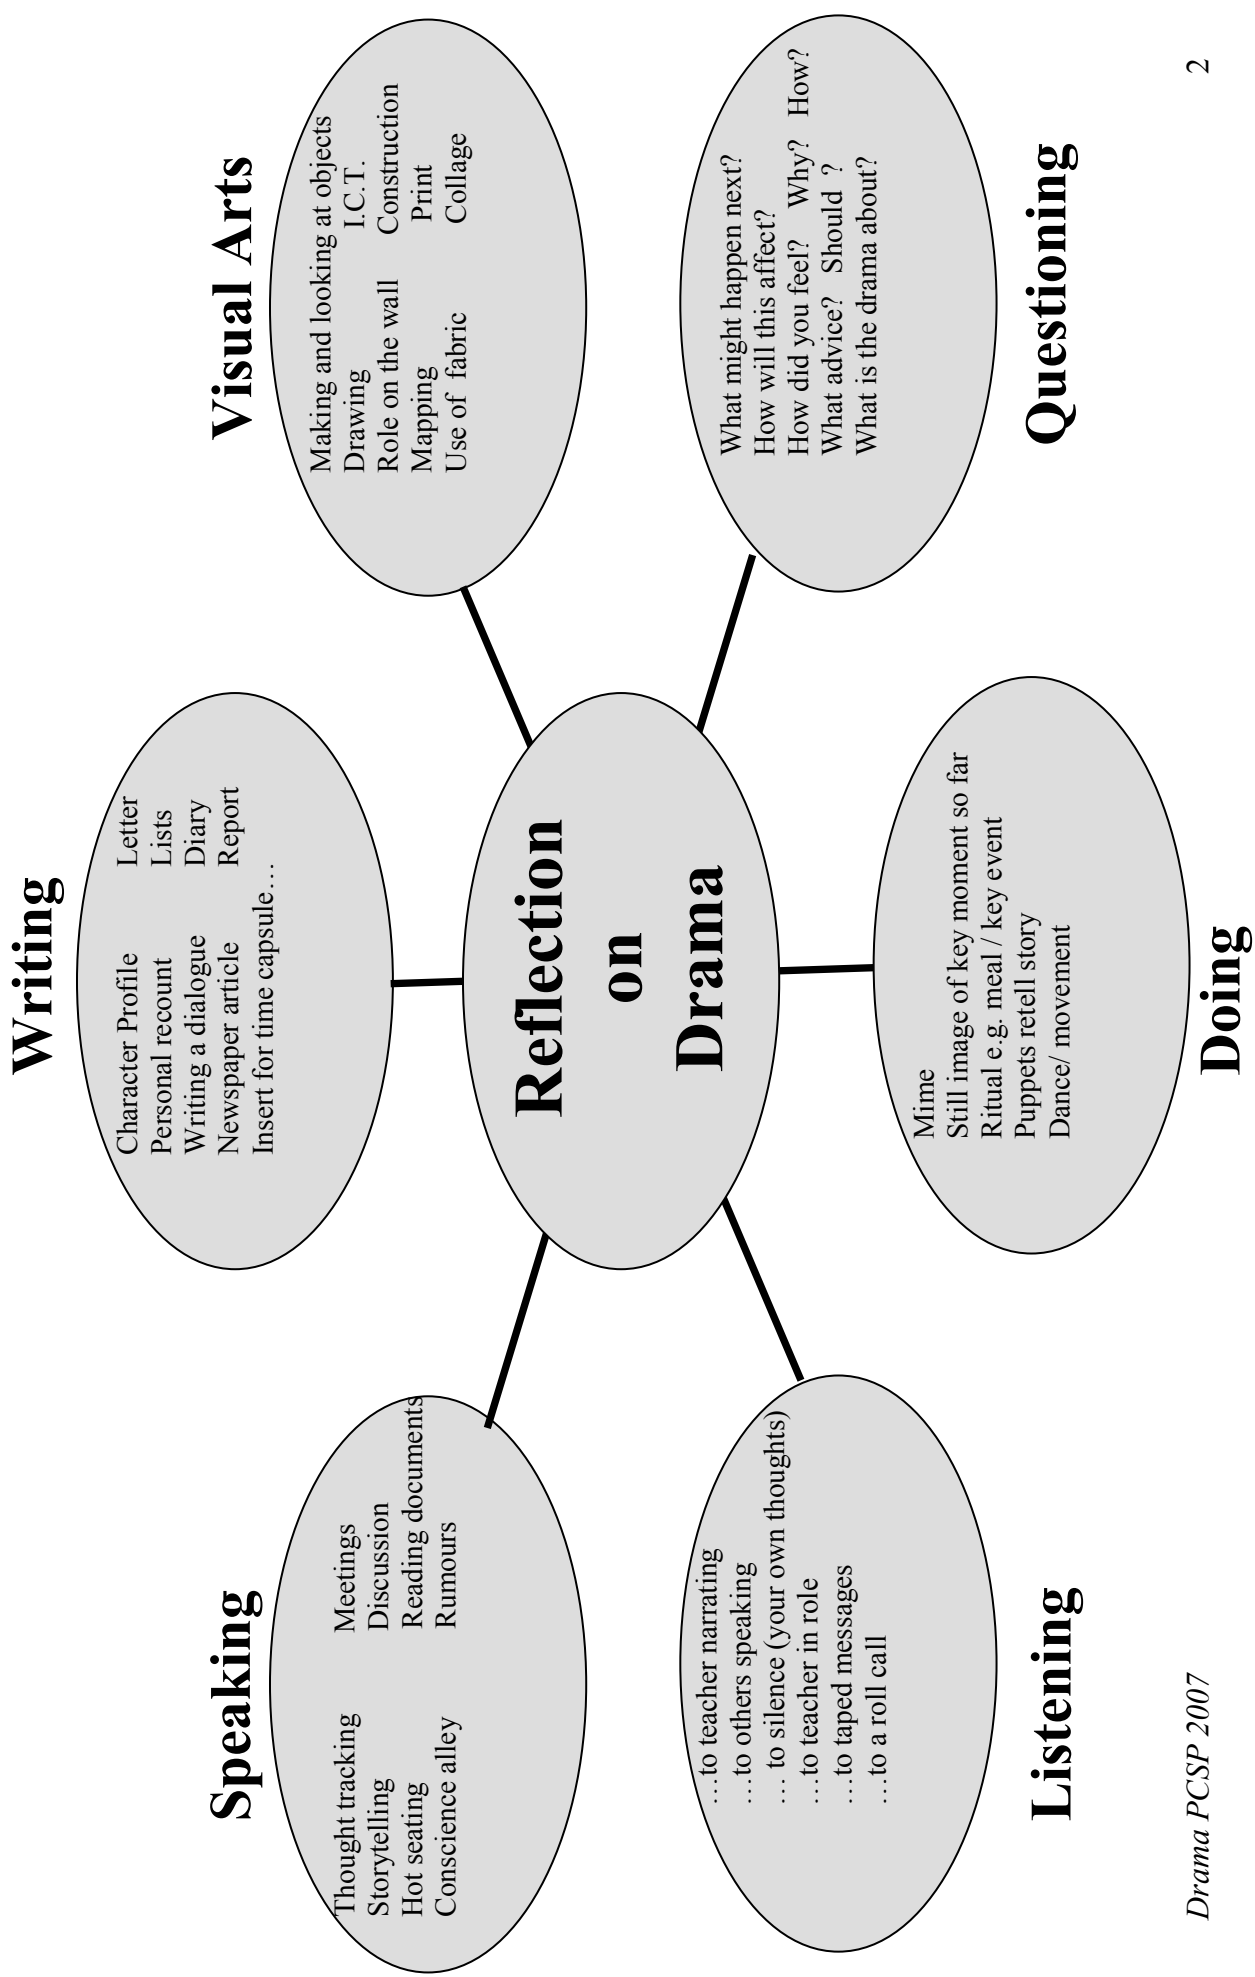 Writing
Character Profile Letter
Personal recount Lists
Writing a dialogue Diary
Newspaper article Report
Insert for time capsule…
Speaking
Thought tracking Meetings
Storytelling Discussion
Hot seating Reading documents
Conscience alley Rumours
Visual Arts
Making and looking at objects
Drawing I.C.T.
Role on the wall Construction
Mapping Print
Use of fabric Collage
Reflection
on
Drama
Listening
…to teacher narrating
…to others speaking
… to silence (your own thoughts)
…to teacher in role
…to taped messages
…to a roll call
Doing
Mime
Still image of key moment so far
Ritual e.g. meal / key event
Puppets retell story
Dance/ movement
Questioning
What might happen next?
How will this affect?
How did you feel? Why? How?
What advice? Should ?
What is the drama about?
Drama PCSP 2007
2